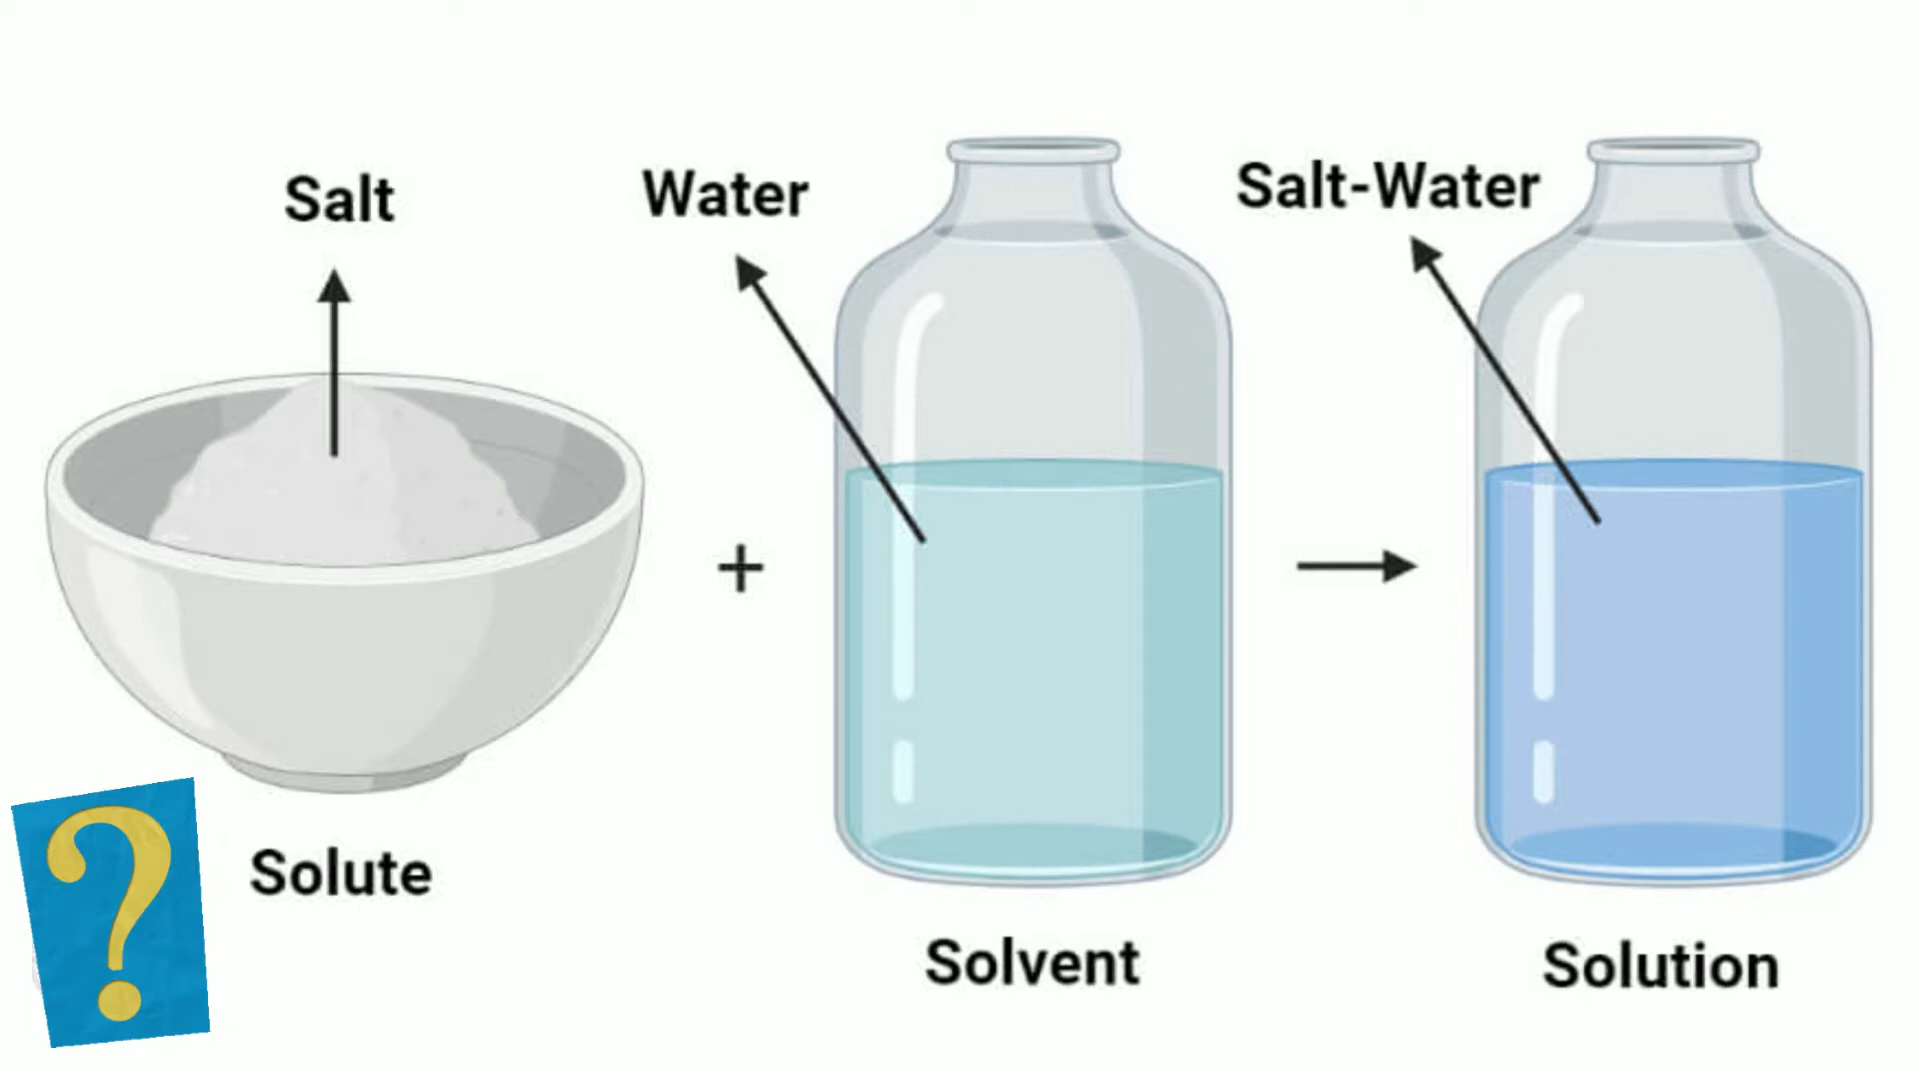 Salt
Water
Salt-Water
+
?
Solute
Solvent
Solution